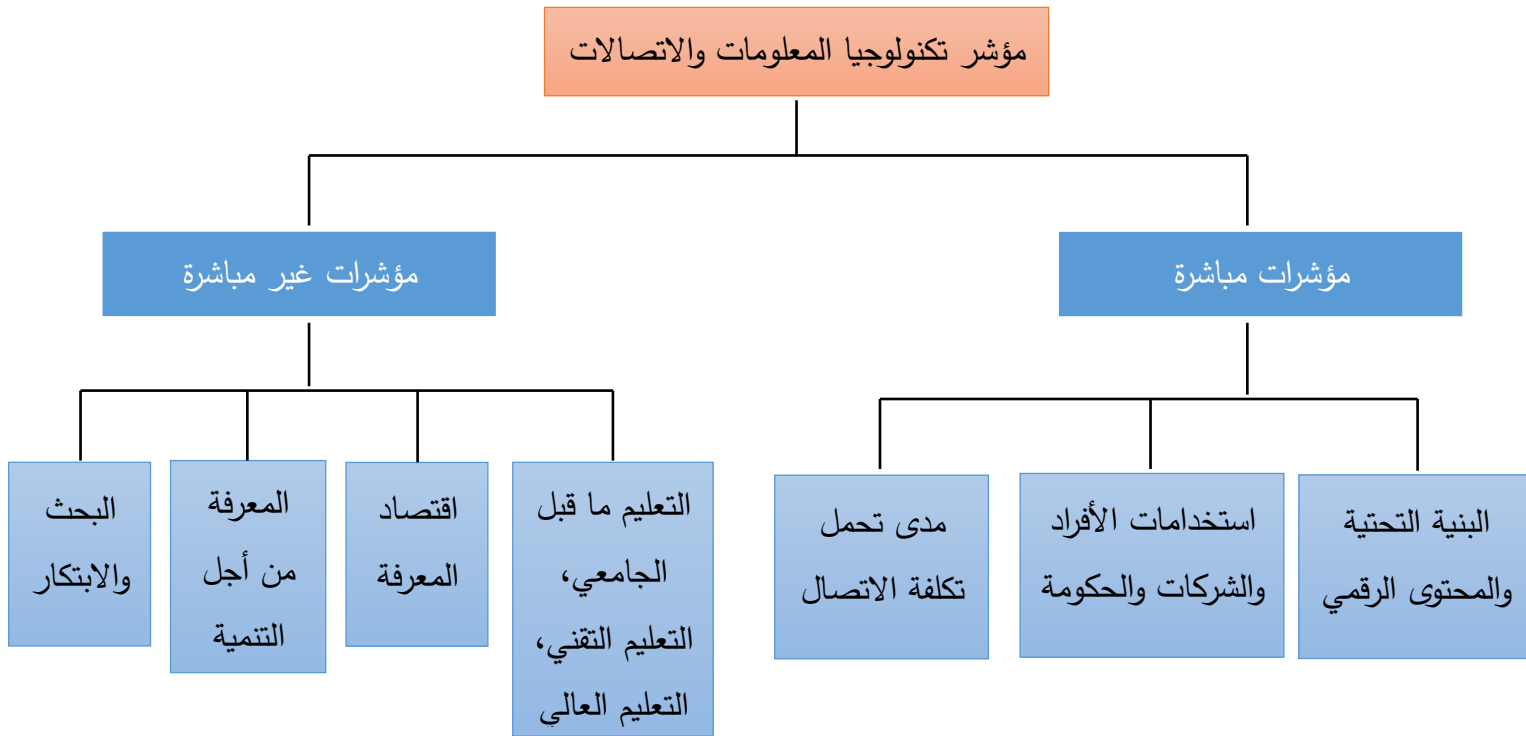 مؤشر تكنولوجيا المعلومات والاتصالات
مؤشرات مباشرة
مؤشرات غير مباشرة
البنية التحتية
والمحتوى الرقمي
استخدامات الأفراد
والشركات والحكومة
مدى تحمل
تكلفة الاتصال
التعليم ما قبل
الجامعي،
التعليم التقني،
التعليم العالي
اقتصاد
المعرفة
المعرفة
من أجل
التنمية
البحث
والابتكار